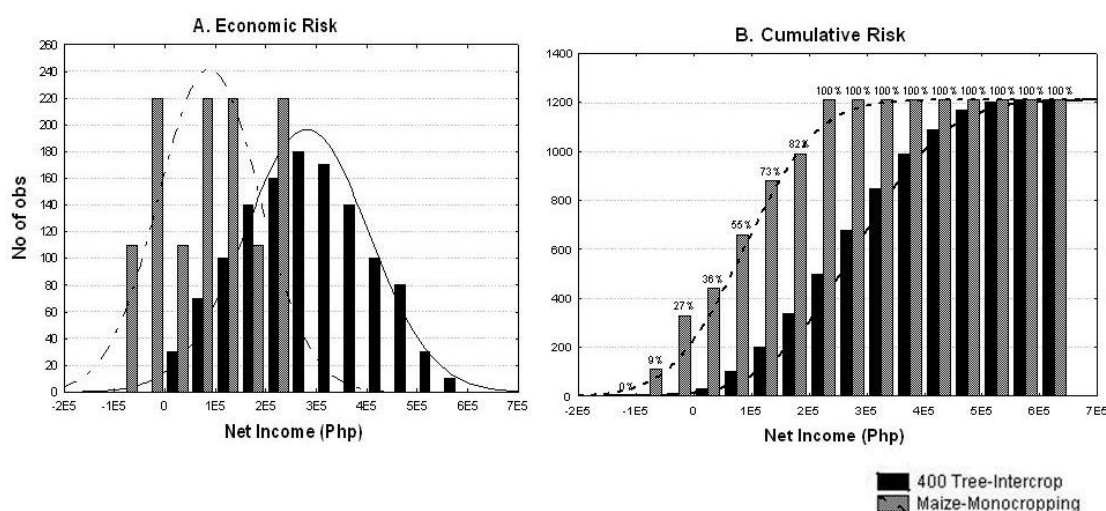 A. Economic Risk
260
240
220
200
180
160
140
120
100
80
60
40
20
0
No of obs
-2E5 -1E5 0 1E5 2E5 3E5 4E5 5E5 6E5 7E5
Net Income (Php)
B. Cumulative Risk
1400
1200
1000
800
600
400
200
0
0% 9% 27% 36% 55% 73% 82% 100% 100% 100% 100% 100% 100% 100% 100% 100%
-2E5 -1E5 0 1E5 2E5 3E5 4E5 5E5 6E5 7E5
Net Income (Php)
400 Tree-Intercrop
Maize-Monocropping